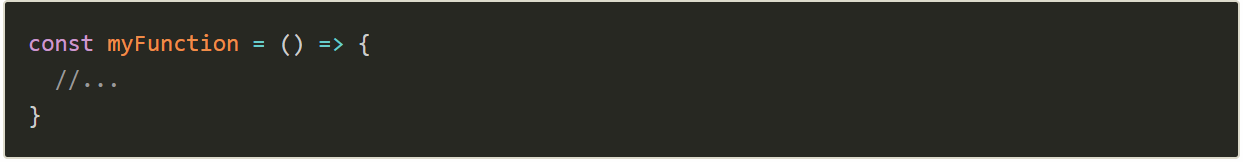 const myFunction = () => {
  //...
}